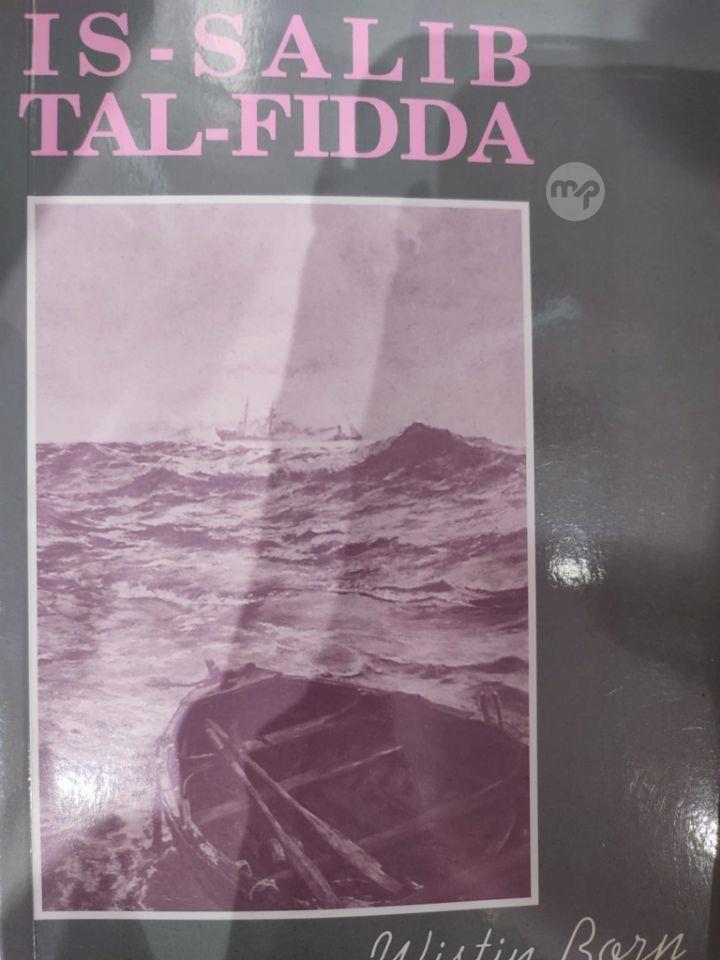 IS-SALIB
TAL-FIDDA
mp
Wistin Born